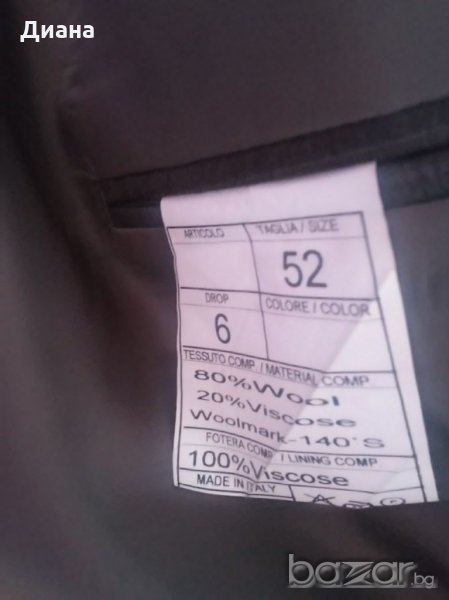 Диана
ARTICOLO
TAGLIA / SIZE
52
DROP
6
COLORE / COLOR
TESSUTO COMP. / MATERIAL COMP
80%Wool
20%Viscose
Woolmark-140`S
FOTERA COMP. / LINING COMP.
100%Viscose
MADE IN ITALY
bazar.bg